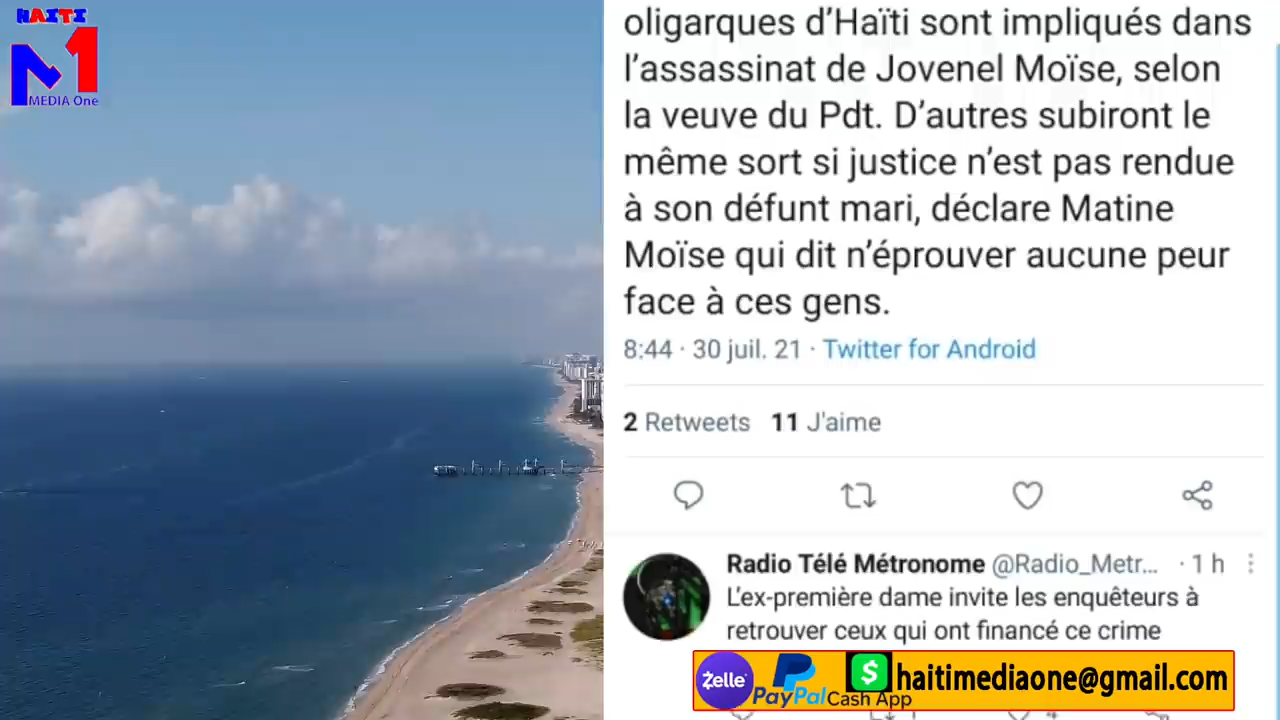 HAITI
M1
MEDIA One
oligarques d’Haïti sont impliqués dans
l’assassinat de Jovenel Moïse, selon
la veuve du Pdt. D’autres subiront le
même sort si justice n’est pas rendue
à son défunt mari, déclare Matine
Moïse qui dit n’éprouver aucune peur
face à ces gens.
8:44 · 30 juil. 21 · Twitter for Android
2 Retweets 11 J'aime
Radio Télé Métronome @Radio_Metr... · 1 h
L’ex-première dame invite les enquêteurs à
retrouver ceux qui ont financé ce crime
Zelle PayPal $ Cash App haitimediaone@gmail.com